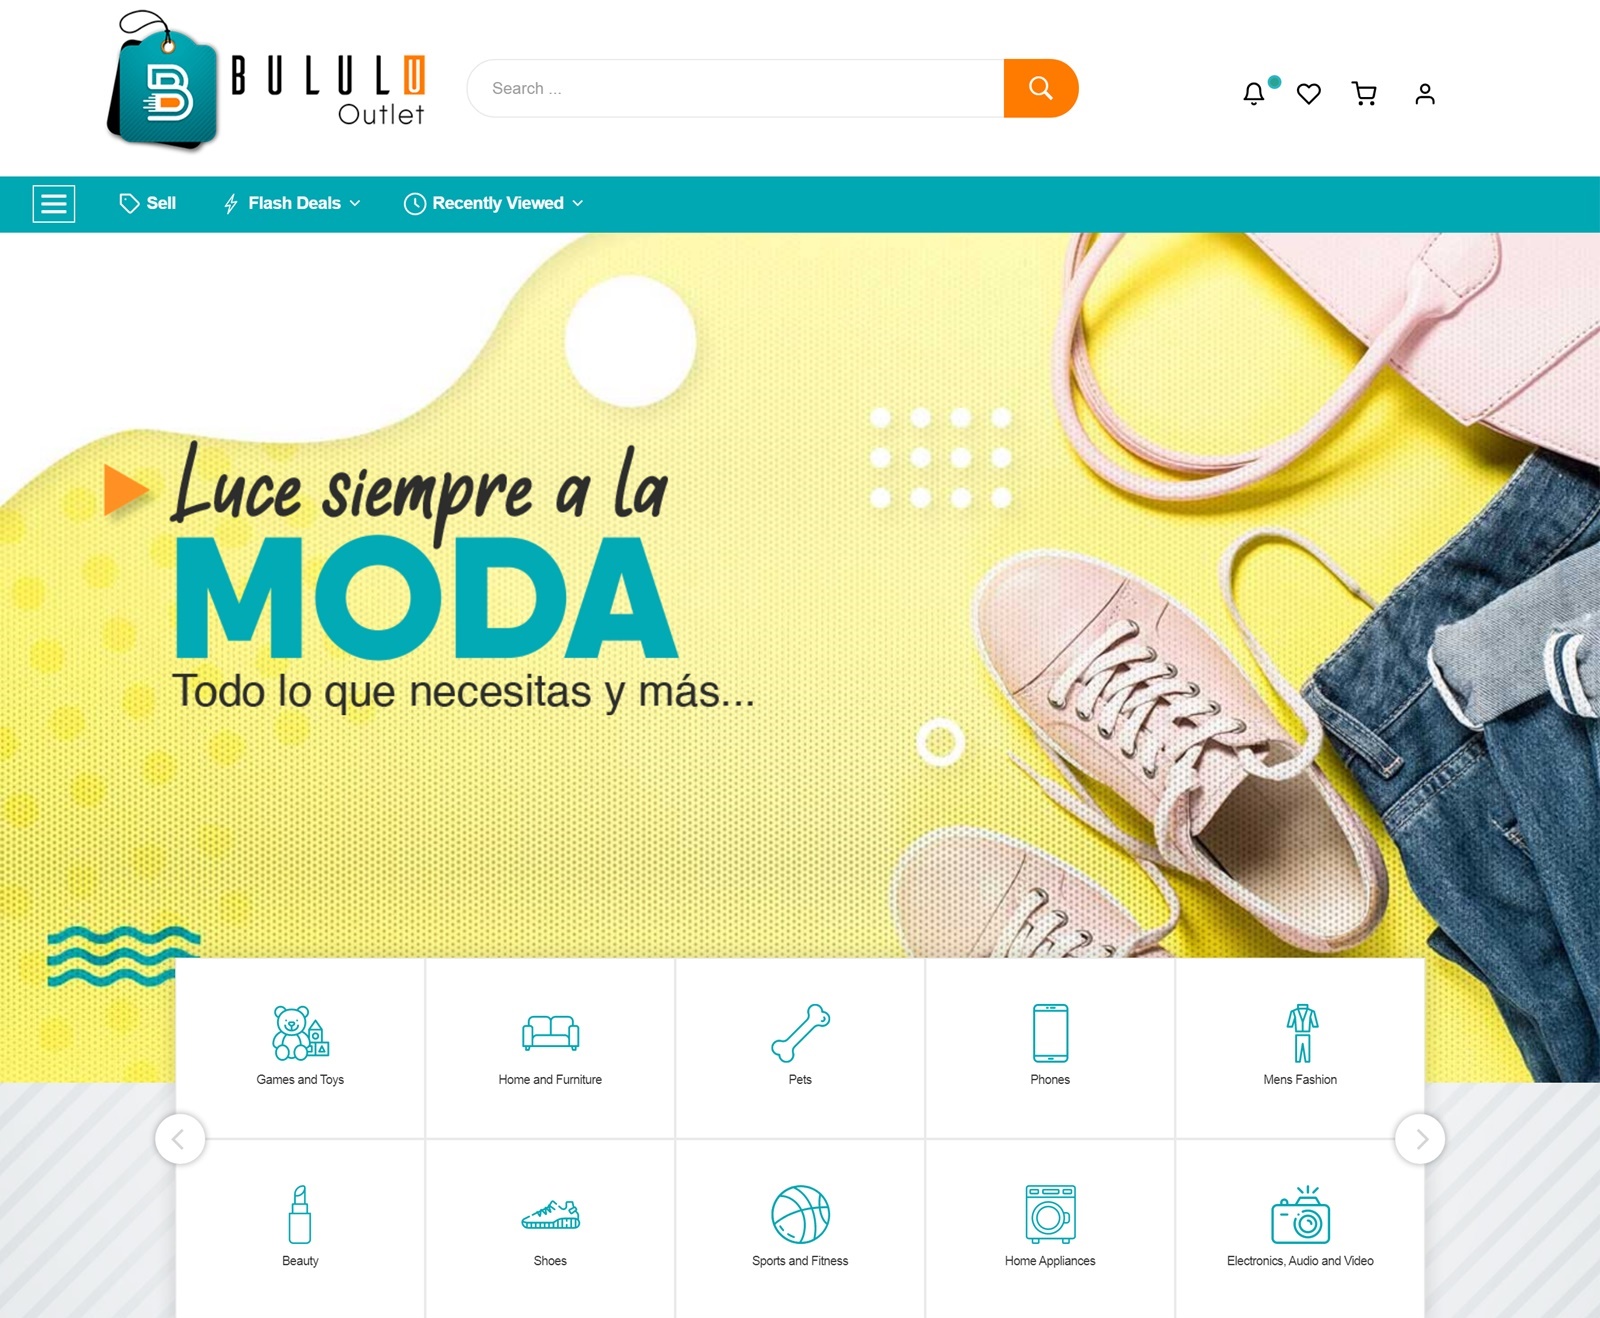 BULULU
Outlet
Search ...
Sell
Flash Deals
Recently Viewed
Luce siempre a la
MODA
Todo lo que necesitas y más...
Games and Toys
Home and Furniture
Pets
Phones
Mens Fashion
Beauty
Shoes
Sports and Fitness
Home Appliances
Electronics, Audio and Video